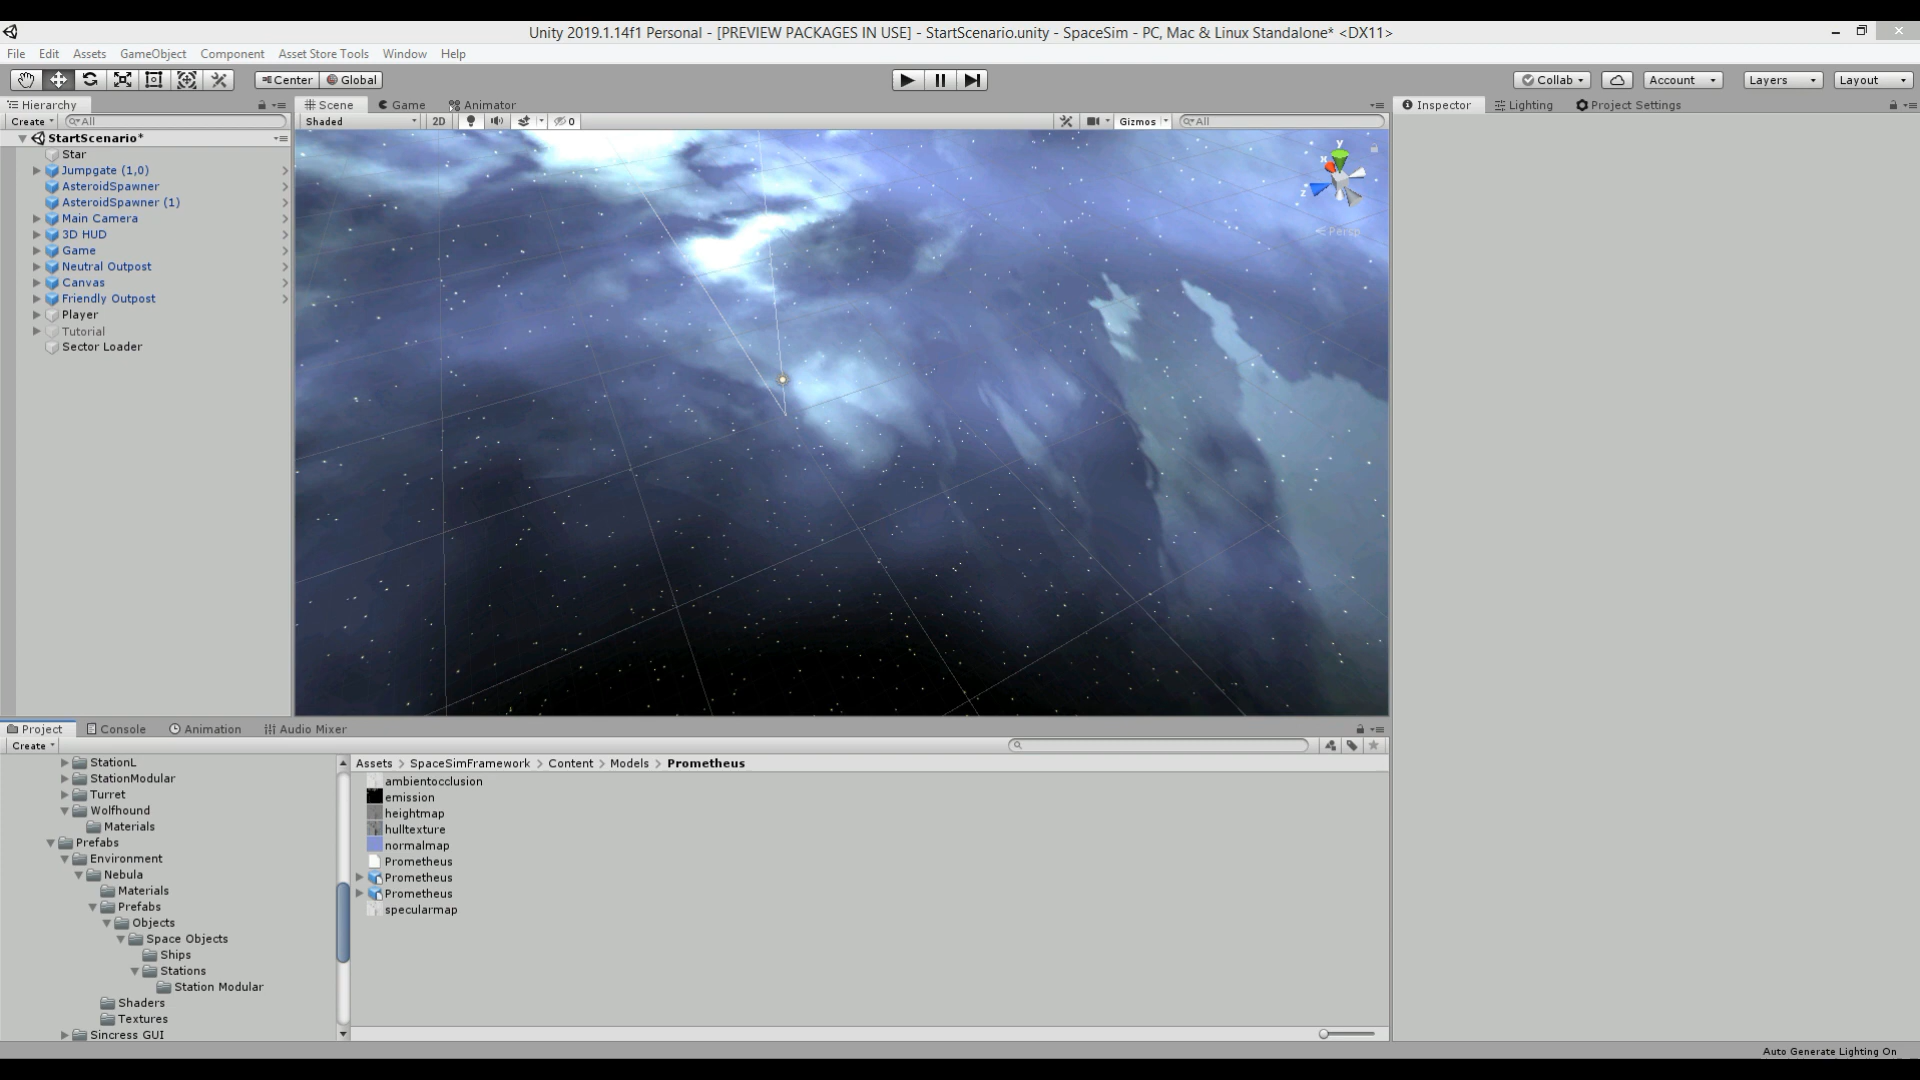 Unity 2019.1.14f1 Personal - [PREVIEW PACKAGES IN USE] - StartScenario.unity - SpaceSim - PC, Mac & Linux Standalone* <DX11>
File Edit Assets GameObject Component Asset Store Tools Window Help
Center Global Collab Account Layers Layout
Hierarchy Scene Game Animator Inspector Lighting Project Settings
Create All Shaded 2D 0 Gizmos All
StartScenario*
Star
Jumpgate (1,0)
AsteroidSpawner
AsteroidSpawner (1)
Main Camera
3D HUD
Game
Neutral Outpost
Canvas
Friendly Outpost
Player
Tutorial
Sector Loader
y
x
z
Persp
Project Console Animation Audio Mixer
Create
Assets > SpaceSimFramework > Content > Models > Prometheus
StationL
StationModular
Turret
Wolfhound
Materials
Prefabs
Environment
Nebula
Materials
Prefabs
Objects
Space Objects
Ships
Stations
Station Modular
Shaders
Textures
Sincress GUI
ambientocclusion
emission
heightmap
hulltexture
normalmap
Prometheus
Prometheus
Prometheus
specularmap
Auto Generate Lighting On